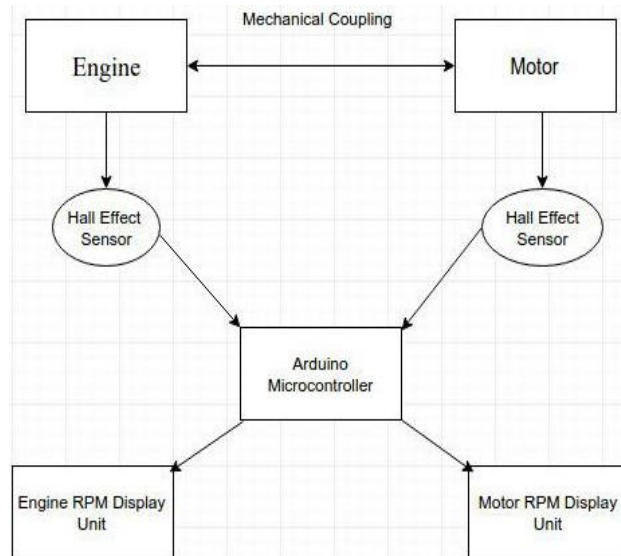 Mechanical Coupling
Engine
Motor
Hall Effect
Sensor
Hall Effect
Sensor
Arduino
Microcontroller
Engine RPM Display
Unit
Motor RPM Display
Unit